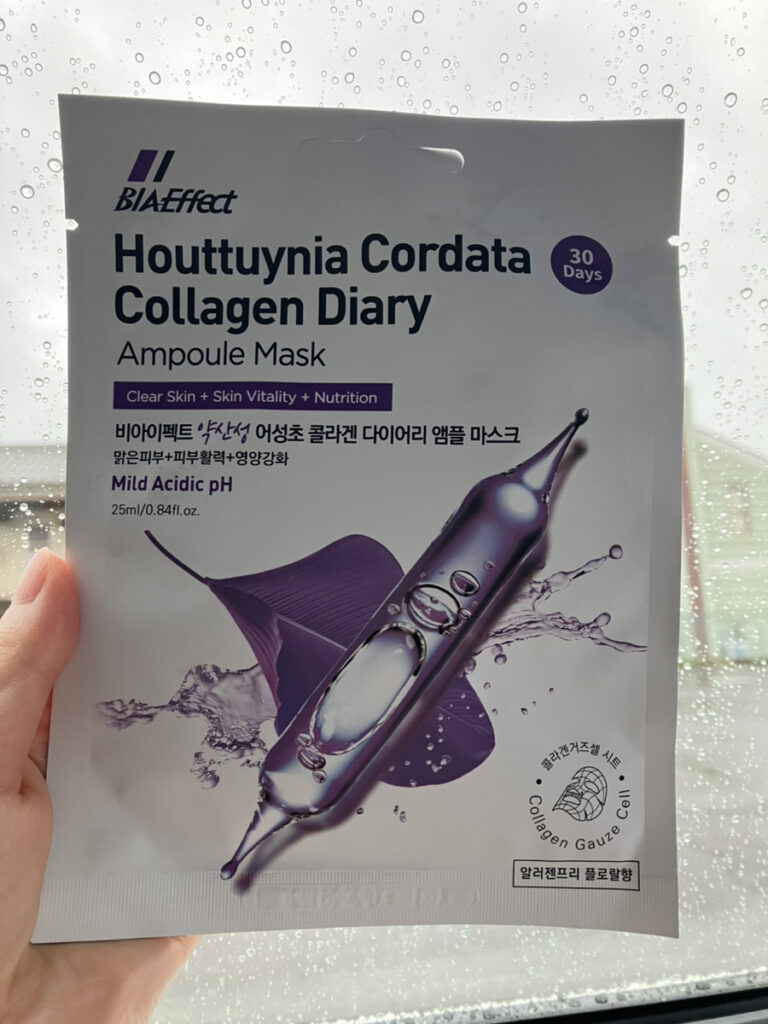 BIAEffect
Houttuynia Cordata
Collagen Diary
30
Days
Ampoule Mask
Clear Skin + Skin Vitality + Nutrition
비아이펙트 약산성 어성초 콜라겐 다이어리 앰플 마스크
맑은피부+피부활력+영양강화
Mild Acidic pH
25ml/0.84fl.oz.
콜라겐거즈셀 시트
Collagen Gauze Cell
알러젠프리 플로랄향